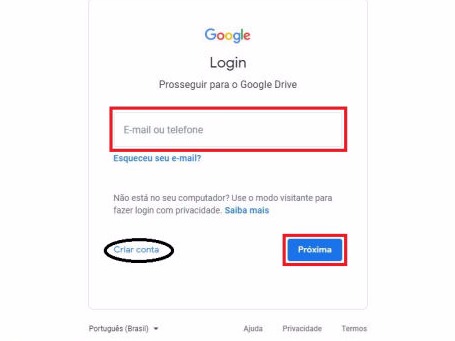 Google
Login
Prosseguir para o Google Drive
E-mail ou telefone
Esqueceu seu e-mail?
Não está no seu computador? Use o modo visitante para
fazer login com privacidade. Saiba mais
Criar conta
Próxima
Português (Brasil)
Ajuda
Privacidade
Termos